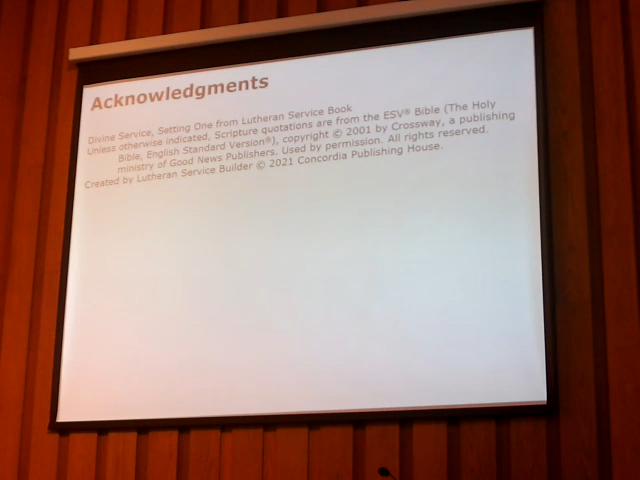 Acknowledgments
Divine Service, Setting One from Lutheran Service Book
Unless otherwise indicated, Scripture quotations are from the ESV® Bible (The Holy
Bible, English Standard Version®), copyright © 2001 by Crossway, a publishing
ministry of Good News Publishers. Used by permission. All rights reserved.
Created by Lutheran Service Builder © 2021 Concordia Publishing House.